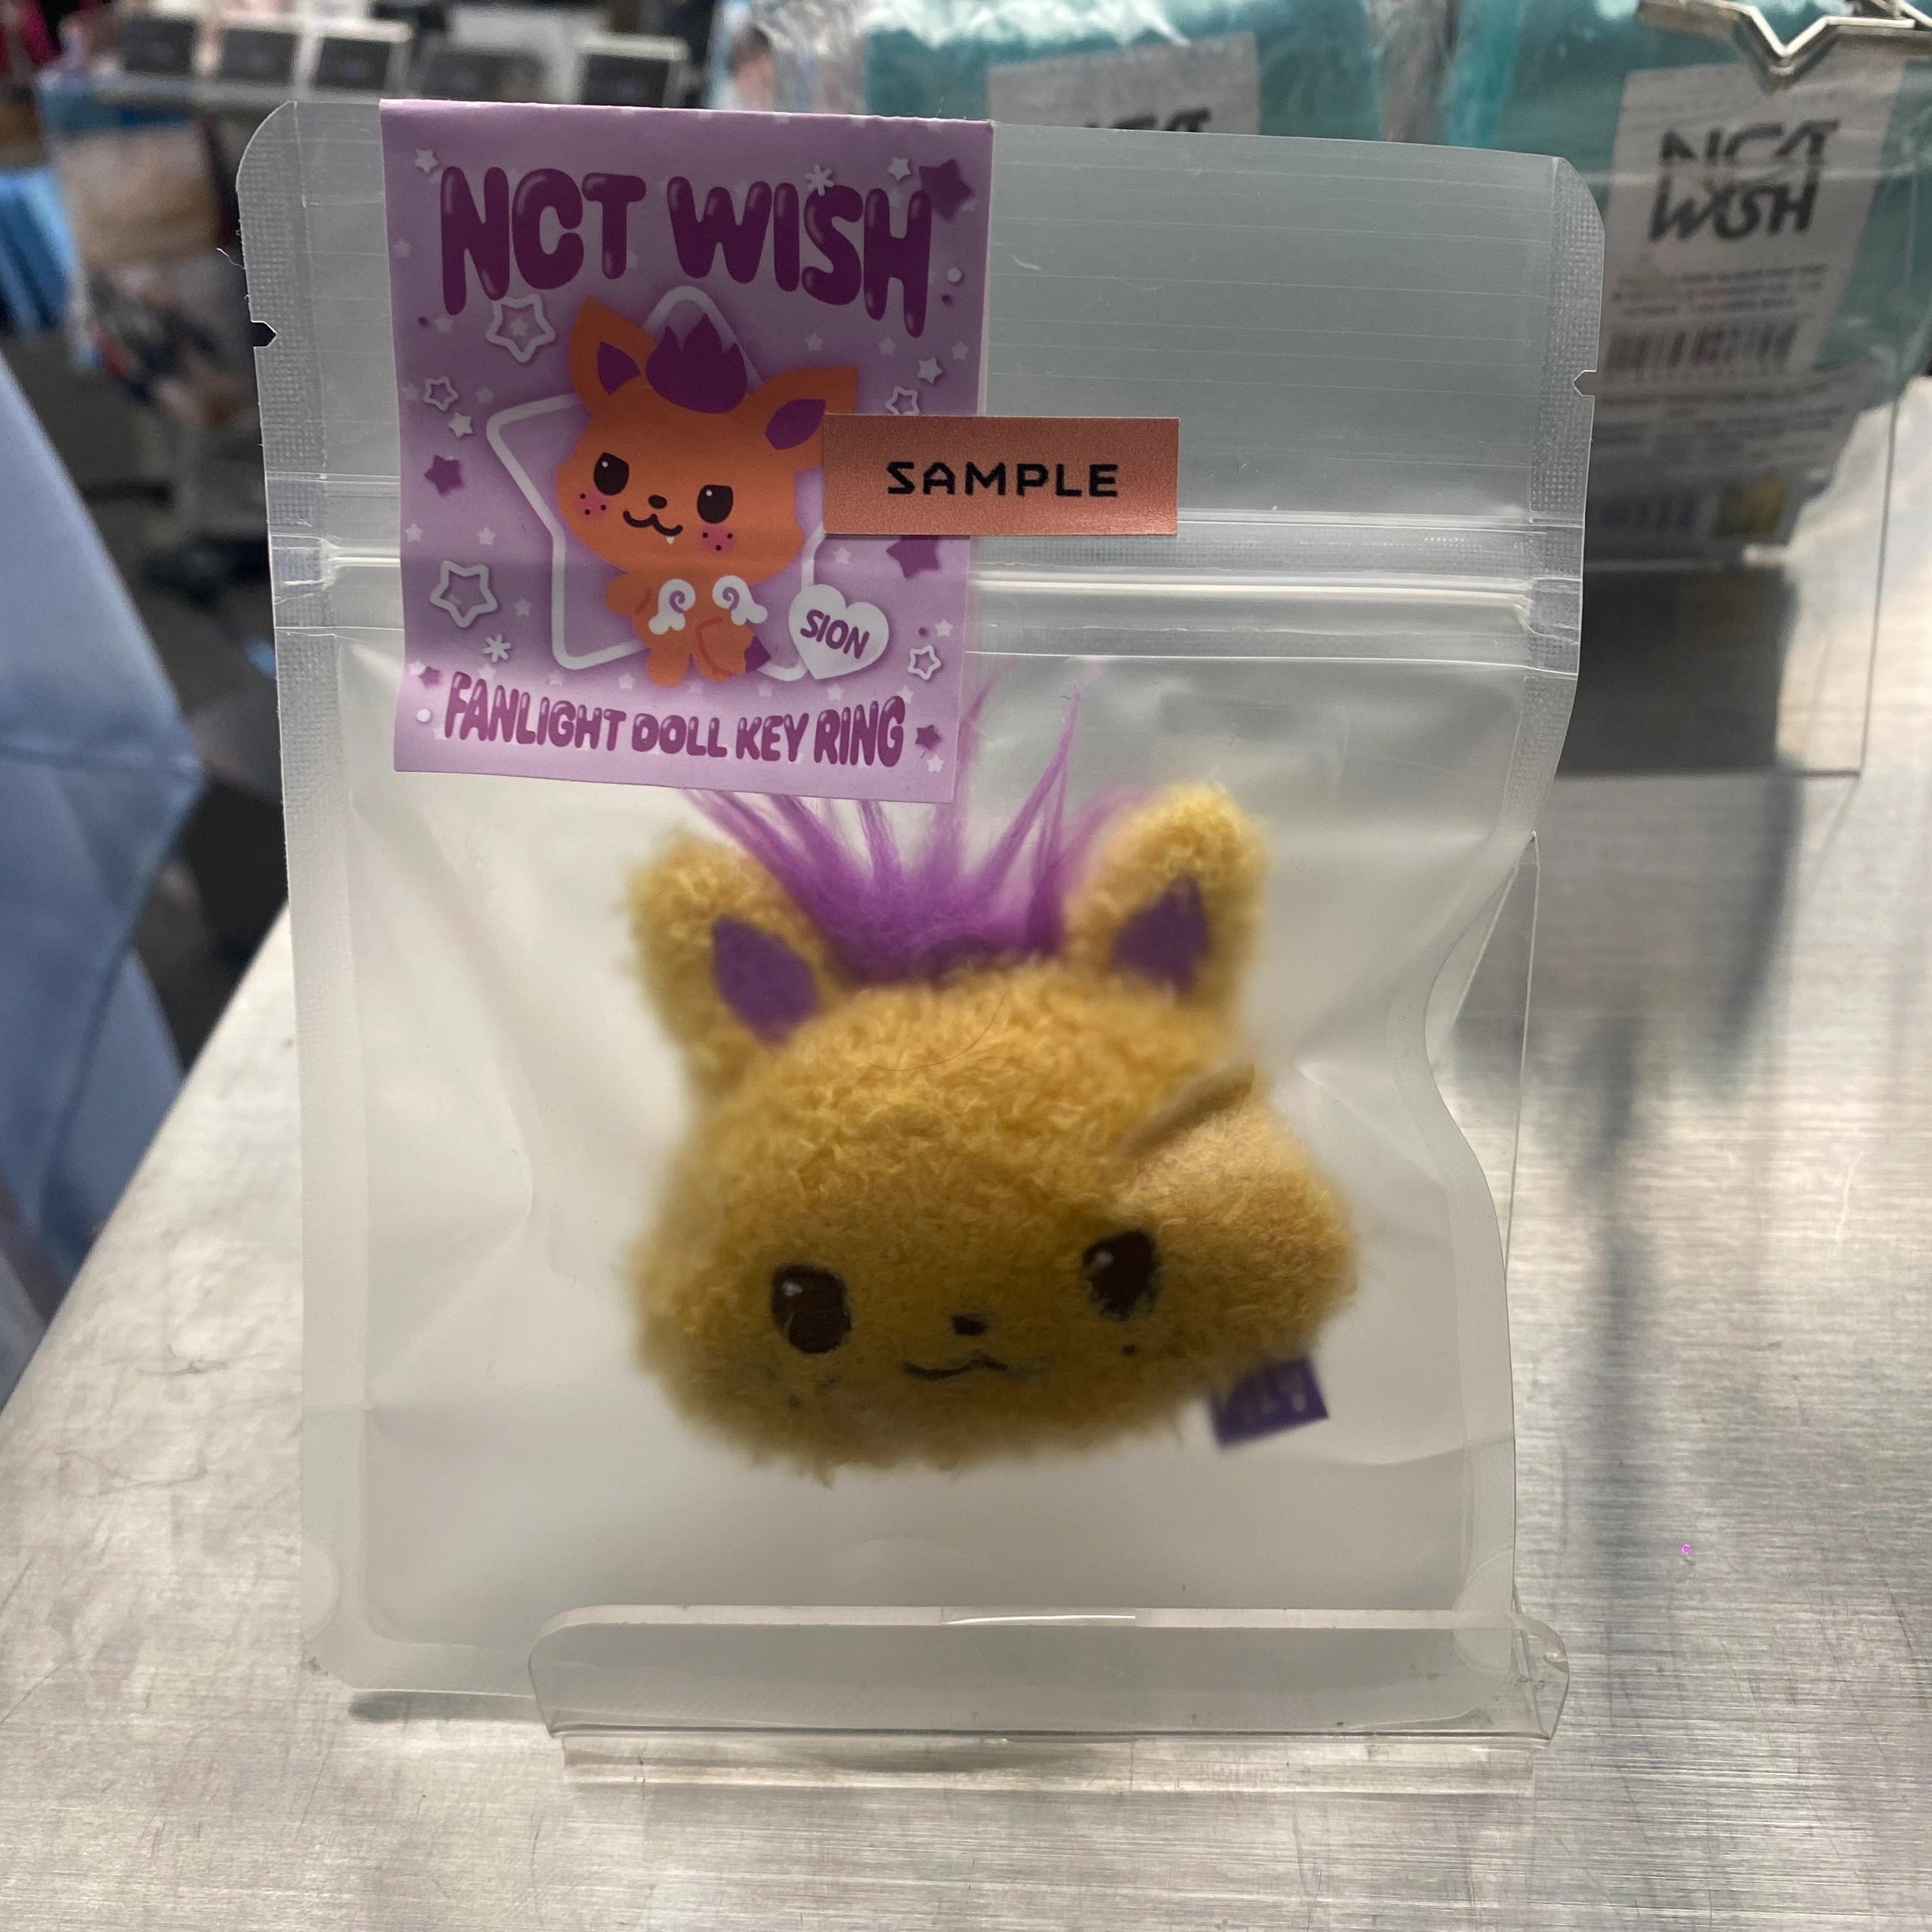 NCT WISH
SAMPLE
SION
FANLIGHT DOLL KEY RING
NCT
WISH